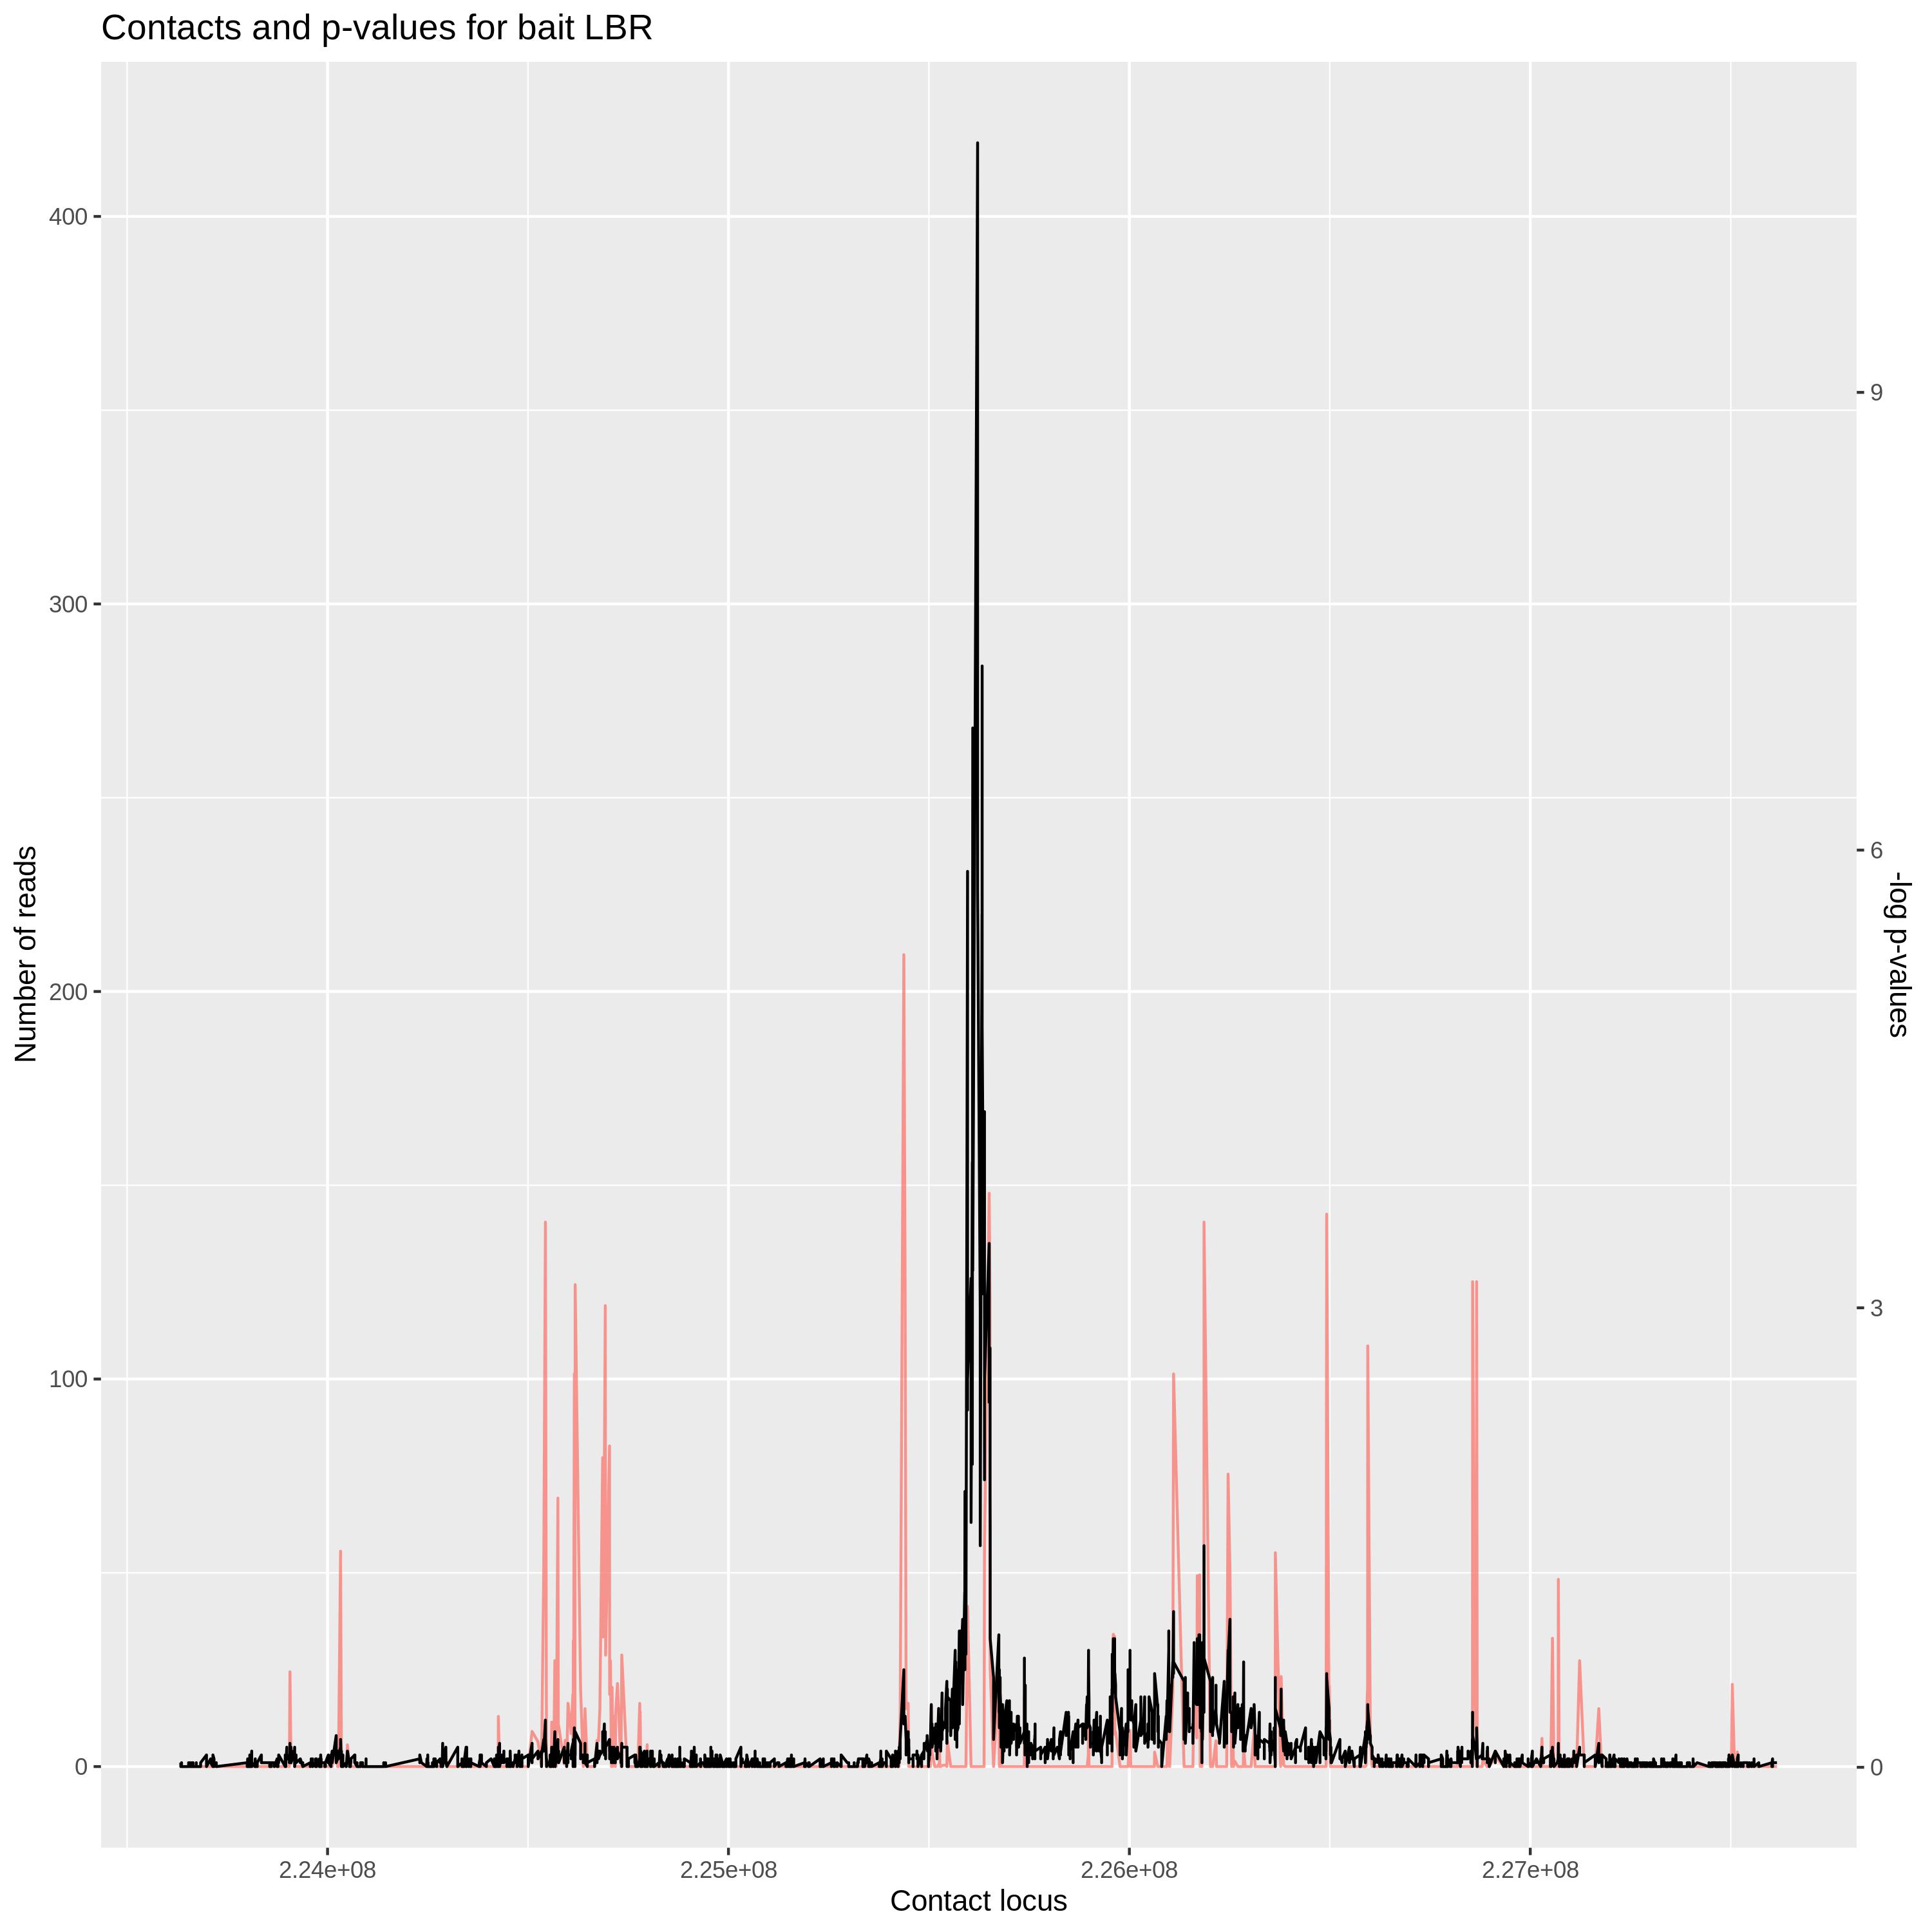 Contacts and p-values for bait LBR
Number of reads
400
300
200
100
0
9
6
3
0
-log p-values
2.24e+08
2.25e+08
2.26e+08
2.27e+08
Contact locus